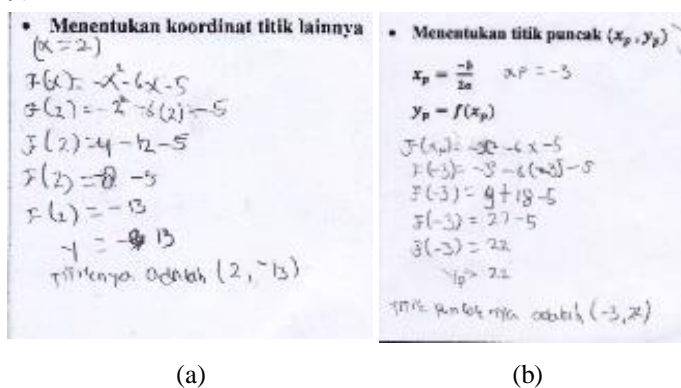 • Menentukan koordinat titik lainnya
(x = 2)
F(x) = -x² - 6x - 5
F(2) = -2² - 6(2) - 5
F(2) = 4 - 12 - 5
F(2) = -8 - 5
F(2) = -13
y = -13
Titiknya adalah (2, -13)
(a)
• Menentukan titik puncak (xₚ, yₚ)
xₚ = -b/2a xp = -3
yₚ = f(xₚ)
F(xₚ) = -x² - 6x - 5
F(-3) = -3 - 6(-3) - 5
F(-3) = 9 + 18 - 5
F(-3) = 27 - 5
F(-3) = 22
yₚ = 22
Titik puncaknya adalah (-3, 22)
(b)